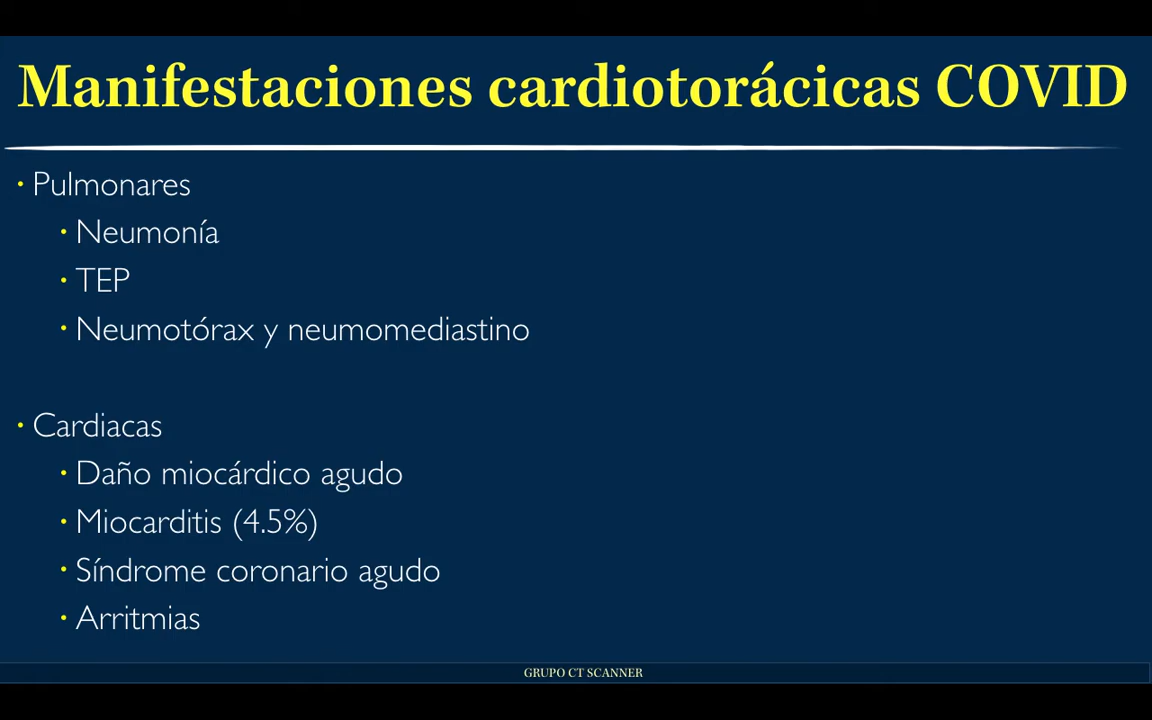 Manifestaciones cardiotorácicas COVID
• Pulmonares
• Neumonía
• TEP
• Neumotórax y neumomediastino
• Cardiacas
• Daño miocárdico agudo
• Miocarditis (4.5%)
• Síndrome coronario agudo
• Arritmias
GRUPO CT SCANNER